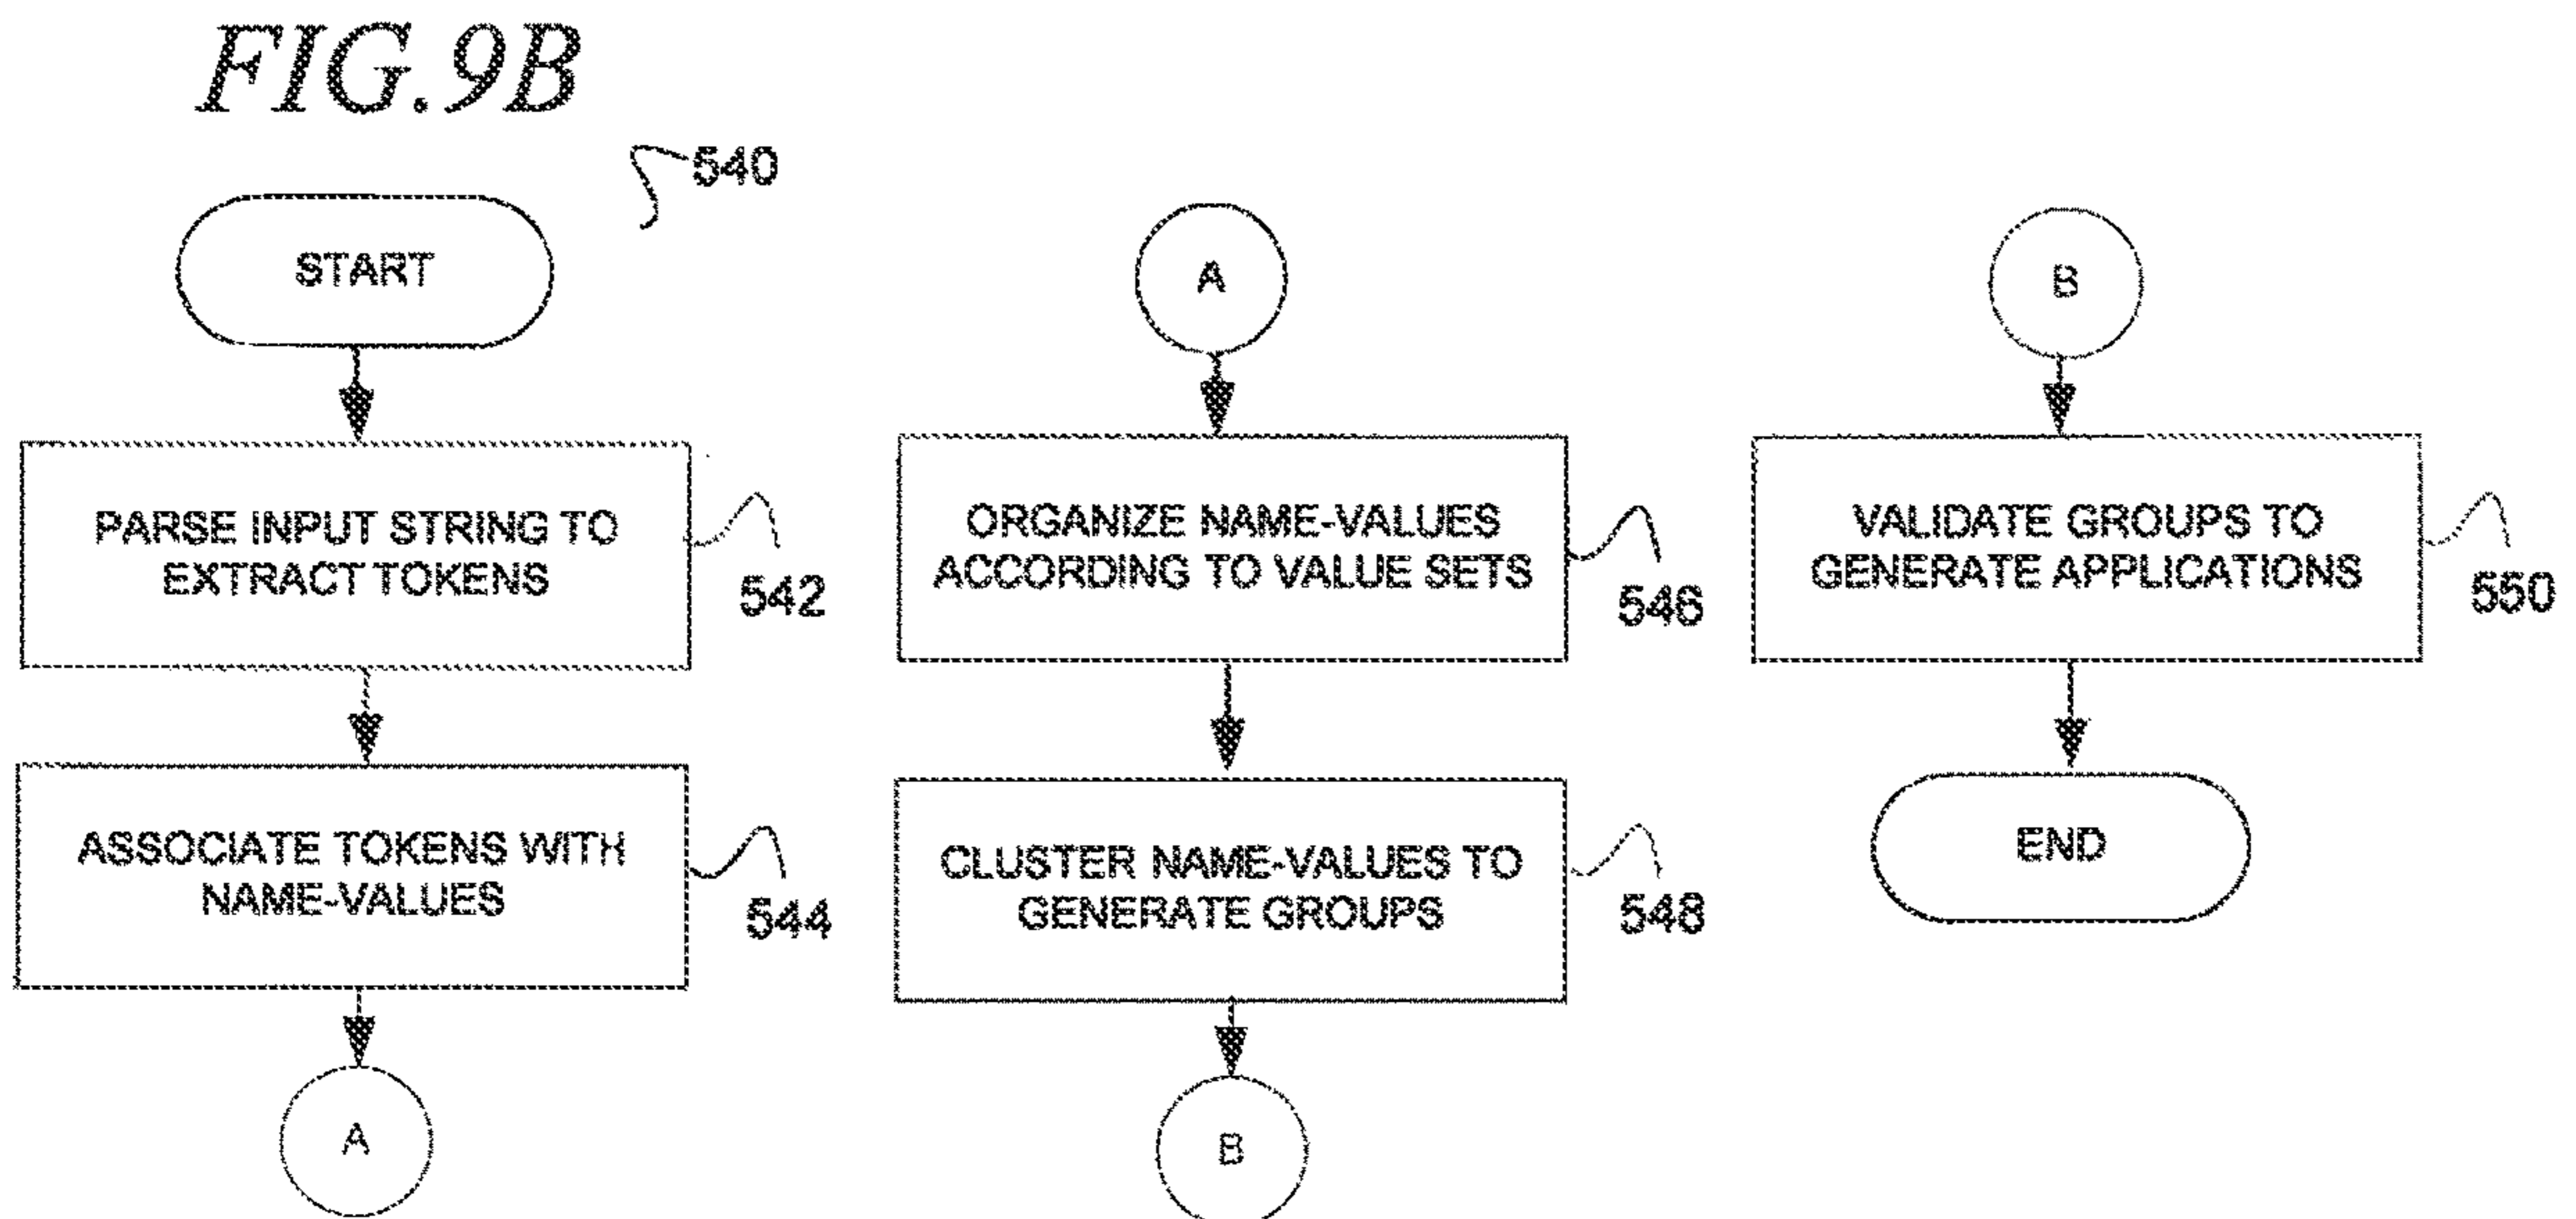 FIG.9B
540
START
PARSE INPUT STRING TO
EXTRACT TOKENS
542
ASSOCIATE TOKENS WITH
NAME-VALUES
544
A
A
ORGANIZE NAME-VALUES
ACCORDING TO VALUE SETS
546
CLUSTER NAME-VALUES TO
GENERATE GROUPS
548
B
B
VALIDATE GROUPS TO
GENERATE APPLICATIONS
550
END